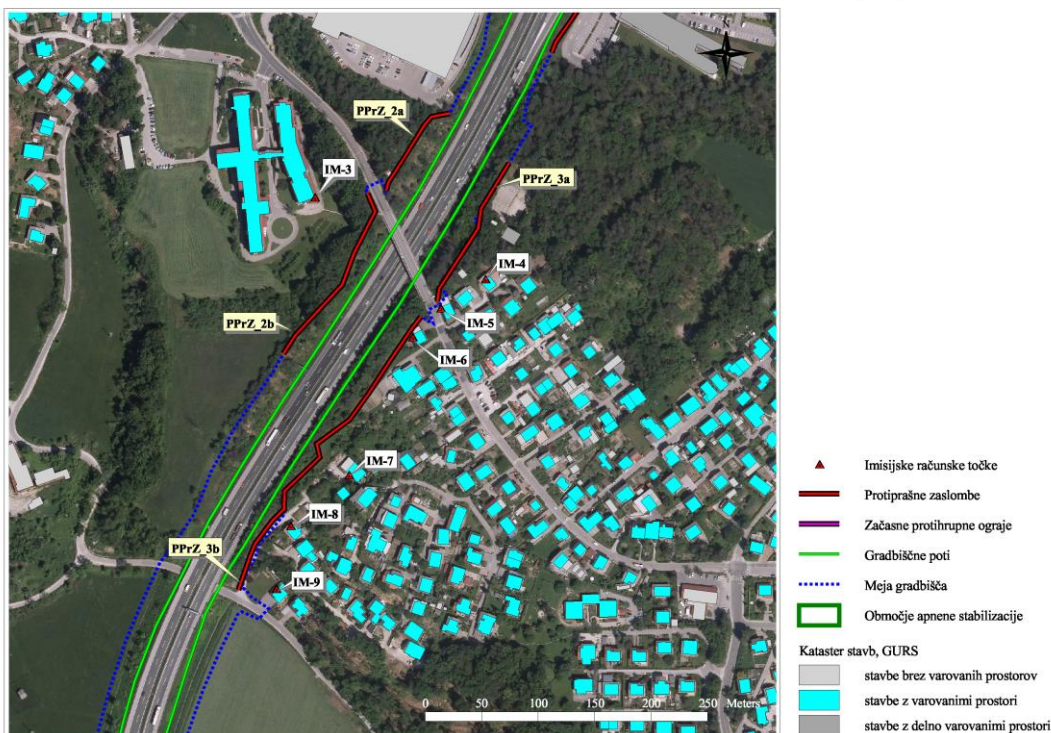 PPrZ_2a
IM-3
PPrZ_3a
IM-4
PPrZ_2b
IM-5
IM-6
IM-7
IM-8
PPrZ_3b
IM-9
0 50 100 150 200 250 Meters
Imisijske računske točke
Protiprašne zaslombe
Začasne protihrupne ograje
Gradbiščne poti
Meja gradbišča
Območje apnene stabilizacije
Kataster stavb, GURS
stavbe brez varovanih prostorov
stavbe z varovanimi prostori
stavbe z delno varovanimi prostori